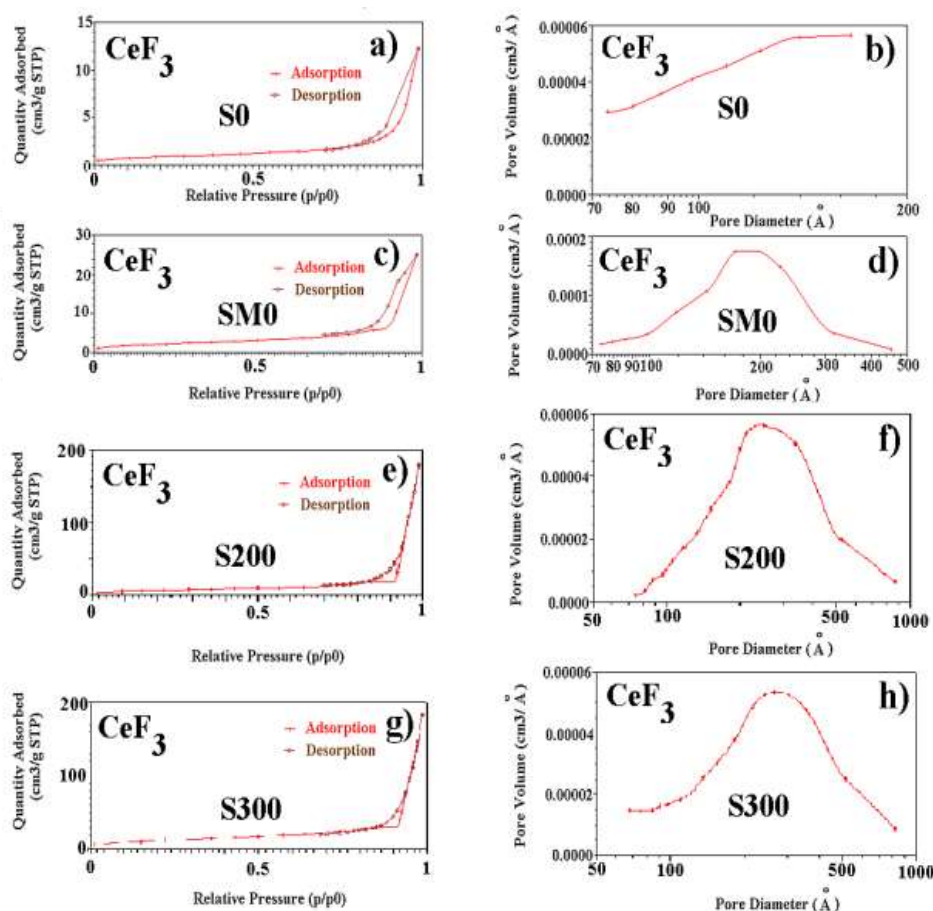 CeF3
a)
Adsorption
Desorption
S0
Quantity Adsorbed
(cm3/g STP)
15
10
5
0
0
0.5
1
Relative Pressure (p/p0)
CeF3
b)
S0
Pore Volume (cm3/ Å)
0.00006
0.00004
0.00002
0.0000
70
80
90
100
200
Pore Diameter (Å)
CeF3
c)
Adsorption
Desorption
SM0
Quantity Adsorbed
(cm3/g STP)
30
20
10
0
0
0.5
1
Relative Pressure (p/p0)
CeF3
d)
SM0
Pore Volume (cm3/ Å)
0.0002
0.0001
0.0000
70
80
90
100
200
300
400
500
Pore Diameter (Å)
CeF3
e)
Adsorption
Desorption
S200
Quantity Adsorbed
(cm3/g STP)
200
100
0
0
0.5
1
Relative Pressure (p/p0)
CeF3
f)
S200
Pore Volume (cm3/ Å)
0.00006
0.00004
0.00002
0.0000
50
100
500
1000
Pore Diameter (Å)
CeF3
g)
Adsorption
Desorption
S300
Quantity Adsorbed
(cm3/g STP)
200
100
0
0
0.5
1
Relative Pressure (p/p0)
CeF3
h)
S300
Pore Volume (cm3/ Å)
0.00006
0.00004
0.00002
0.0000
50
100
500
1000
Pore Diameter (Å)